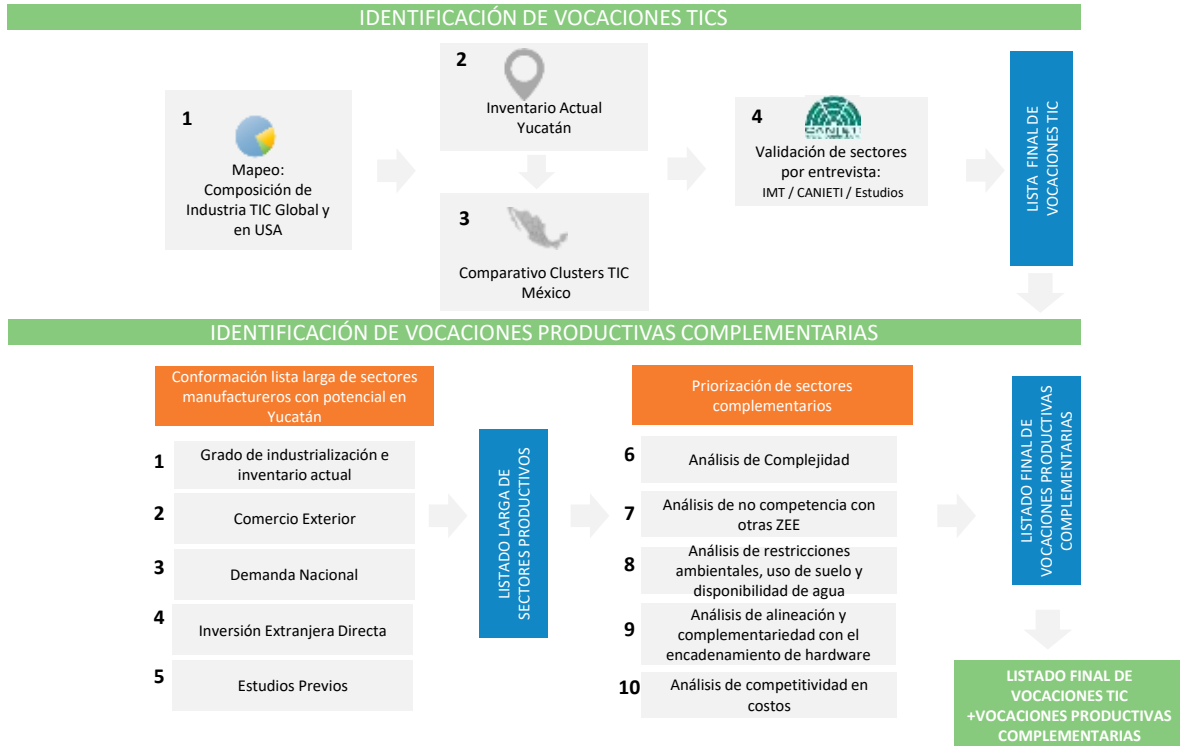 IDENTIFICACIÓN DE VOCACIONES TICS
1
Mapeo:
Composición de
Industria TIC Global y
en USA
2
Inventario Actual
Yucatán
3
Comparativo Clusters TIC
México
4
CANIETI
Validación de sectores
por entrevista:
IMT / CANIETI / Estudios
LISTA FINAL DE
VOCACIONES TIC
IDENTIFICACIÓN DE VOCACIONES PRODUCTIVAS COMPLEMENTARIAS
Conformación lista larga de sectores
manufactureros con potencial en
Yucatán
1
Grado de industrialización e
inventario actual
2
Comercio Exterior
3
Demanda Nacional
4
Inversión Extranjera Directa
5
Estudios Previos
LISTADO LARGA DE
SECTORES PRODUCTIVOS
Priorización de sectores
complementarios
6
Análisis de Complejidad
7
Análisis de no competencia con
otras ZEE
8
Análisis de restricciones
ambientales, uso de suelo y
disponibilidad de agua
9
Análisis de alineación y
complementariedad con el
encadenamiento de hardware
10
Análisis de competitividad en
costos
LISTADO FINAL DE
VOCACIONES PRODUCTIVAS
COMPLEMENTARIAS
LISTADO FINAL DE
VOCACIONES TIC
+VOCACIONES PRODUCTIVAS
COMPLEMENTARIAS